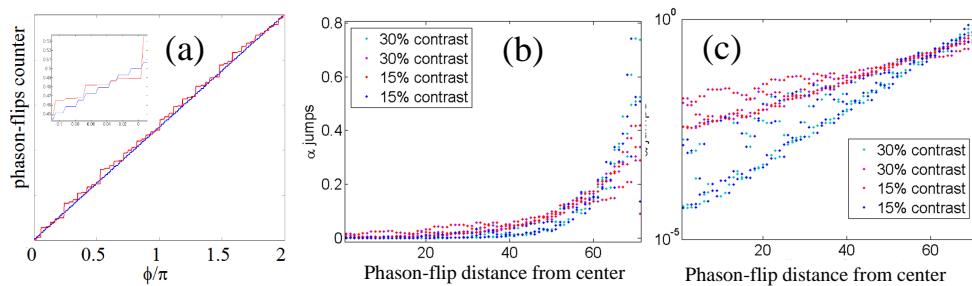 (a)
phason-flips counter
0
0.5
1
1.5
2
ϕ/π
(b)
30% contrast
30% contrast
15% contrast
15% contrast
α jumps
0.8
0.6
0.4
0.2
0
20
40
60
Phason-flip distance from center
(c)
10^0
10^-5
30% contrast
30% contrast
15% contrast
15% contrast
20
40
60
Phason-flip distance from center